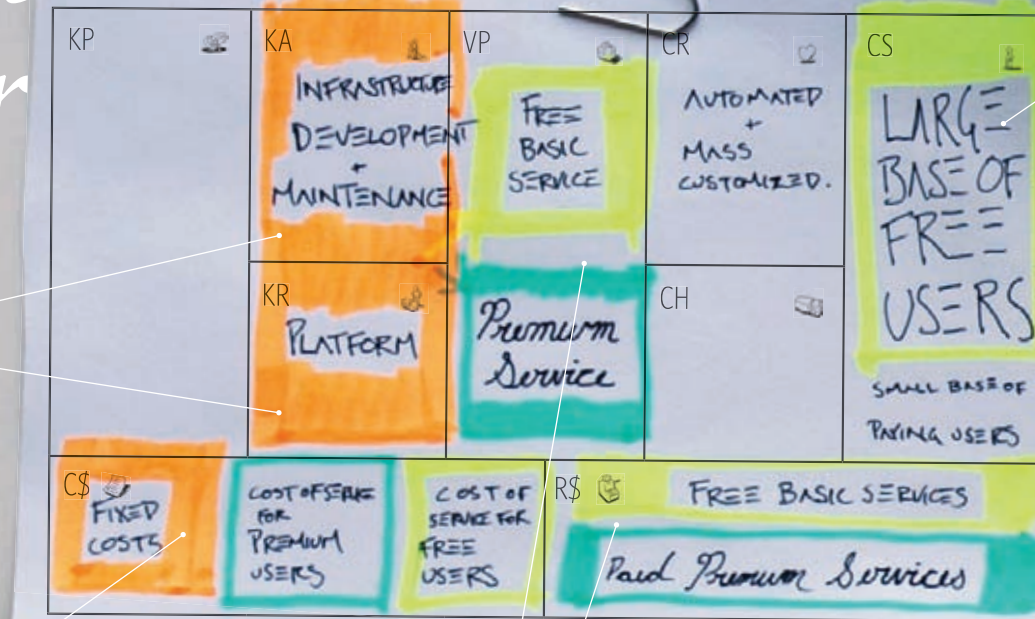 KP
KA
INFRASTRUCTURE
DEVELOPMENT
+
MAINTENANCE
VP
FREE
BASIC
SERVICE
CR
AUTOMATED
+
MASS
CUSTOMIZED.
CS
LARGE
BASE OF
FREE
USERS
SMALL BASE OF
PAYING USERS
KR
PLATFORM
Premium
Service
CH
C$
FIXED
COSTS
COST OF SERVICE
FOR
PREMIUM
USERS
COST OF
SERVICE FOR
FREE
USERS
R$
FREE BASIC SERVICES
Paid Premium Services